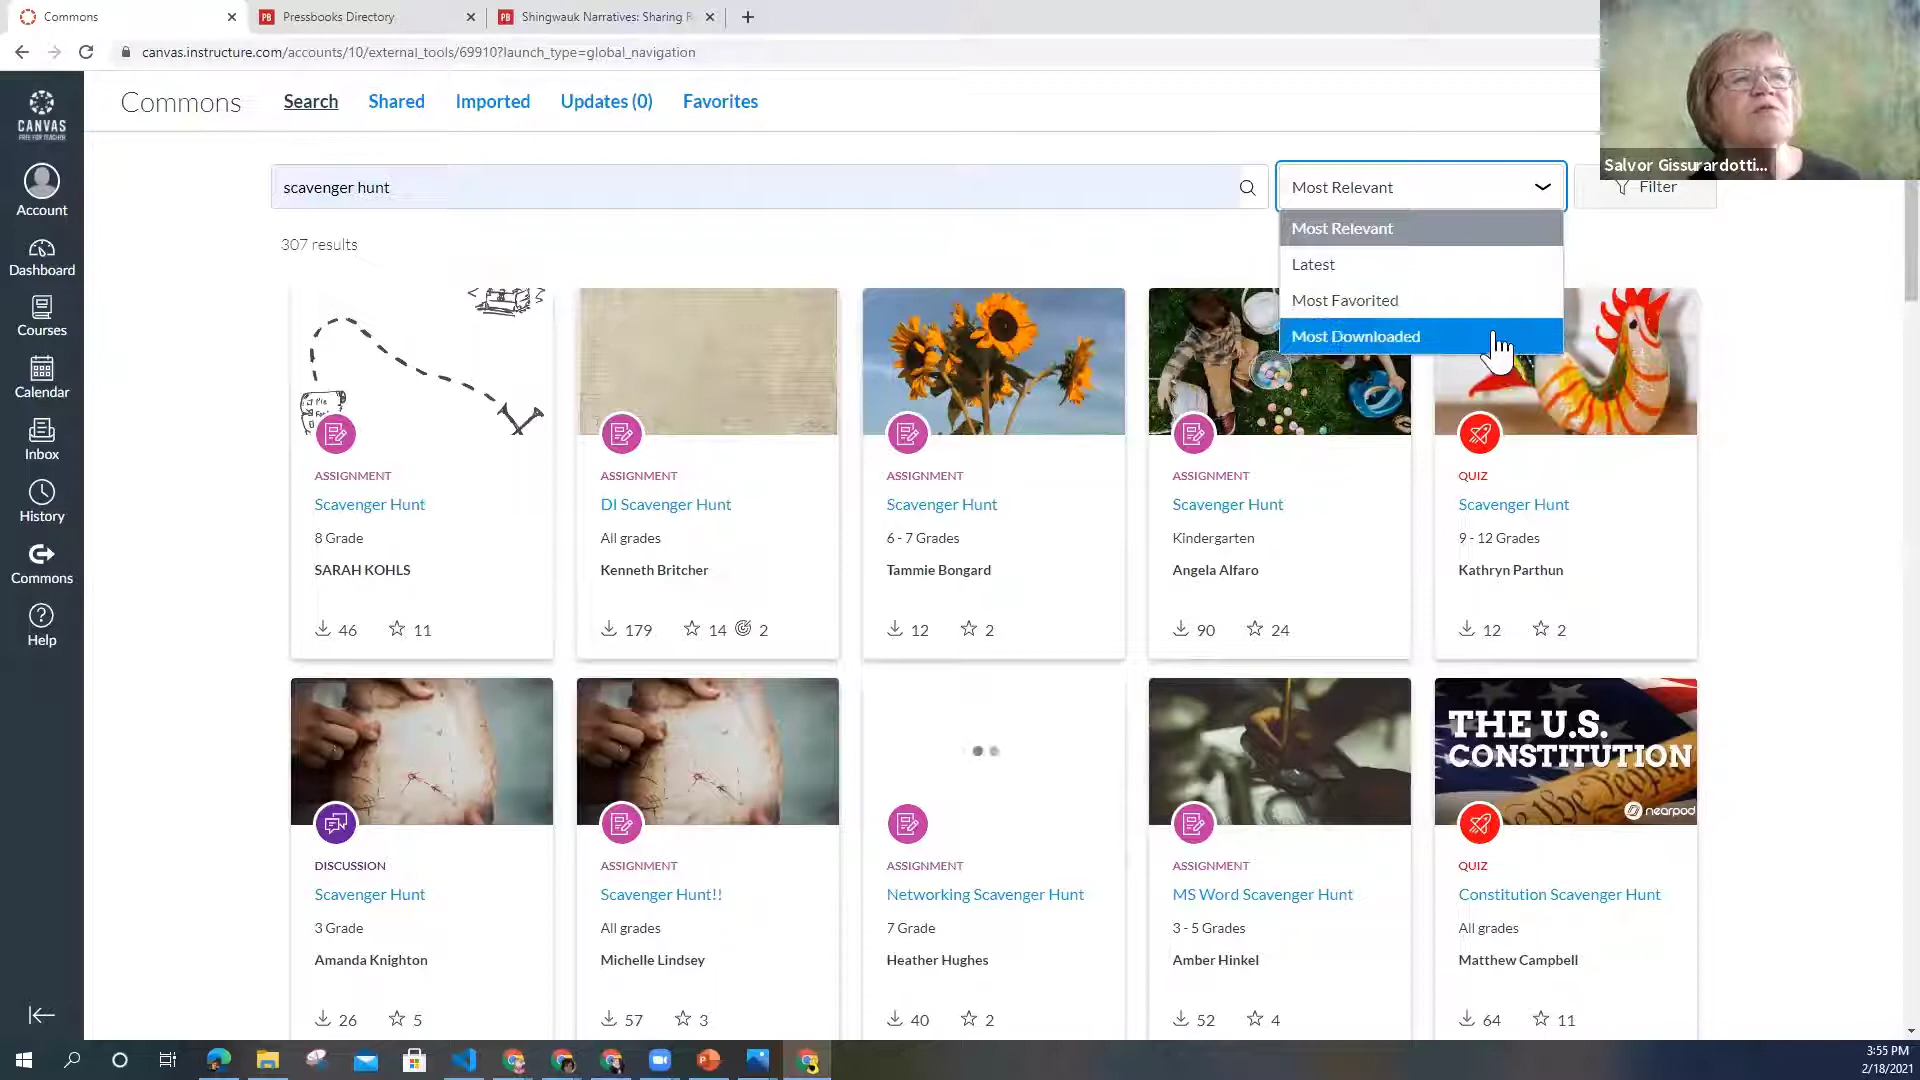 Commons
Pressbooks Directory
Shingwauk Narratives: Sharing R
canvas.instructure.com/accounts/10/external_tools/69910?launch_type=global_navigation
CANVAS
FREE FOR TEACHER
Account
Dashboard
Courses
Calendar
Inbox
History
Commons
Help
Commons
Search
Shared
Imported
Updates (0)
Favorites
Salvor Gissurardotti...
scavenger hunt
Most Relevant
Filter
Most Relevant
Latest
Most Favorited
Most Downloaded
307 results
ASSIGNMENT
Scavenger Hunt
8 Grade
SARAH KOHLS
46
11
ASSIGNMENT
DI Scavenger Hunt
All grades
Kenneth Britcher
179
14
2
ASSIGNMENT
Scavenger Hunt
6 - 7 Grades
Tammie Bongard
12
2
ASSIGNMENT
Scavenger Hunt
Kindergarten
Angela Alfaro
90
24
QUIZ
Scavenger Hunt
9 - 12 Grades
Kathryn Parthun
12
2
DISCUSSION
Scavenger Hunt
3 Grade
Amanda Knighton
26
5
ASSIGNMENT
Scavenger Hunt!!
All grades
Michelle Lindsey
57
3
ASSIGNMENT
Networking Scavenger Hunt
7 Grade
Heather Hughes
40
2
ASSIGNMENT
MS Word Scavenger Hunt
3 - 5 Grades
Amber Hinkel
52
4
THE U.S.
CONSTITUTION
nearpod
QUIZ
Constitution Scavenger Hunt
All grades
Matthew Campbell
64
11
3:55 PM
2/18/2021